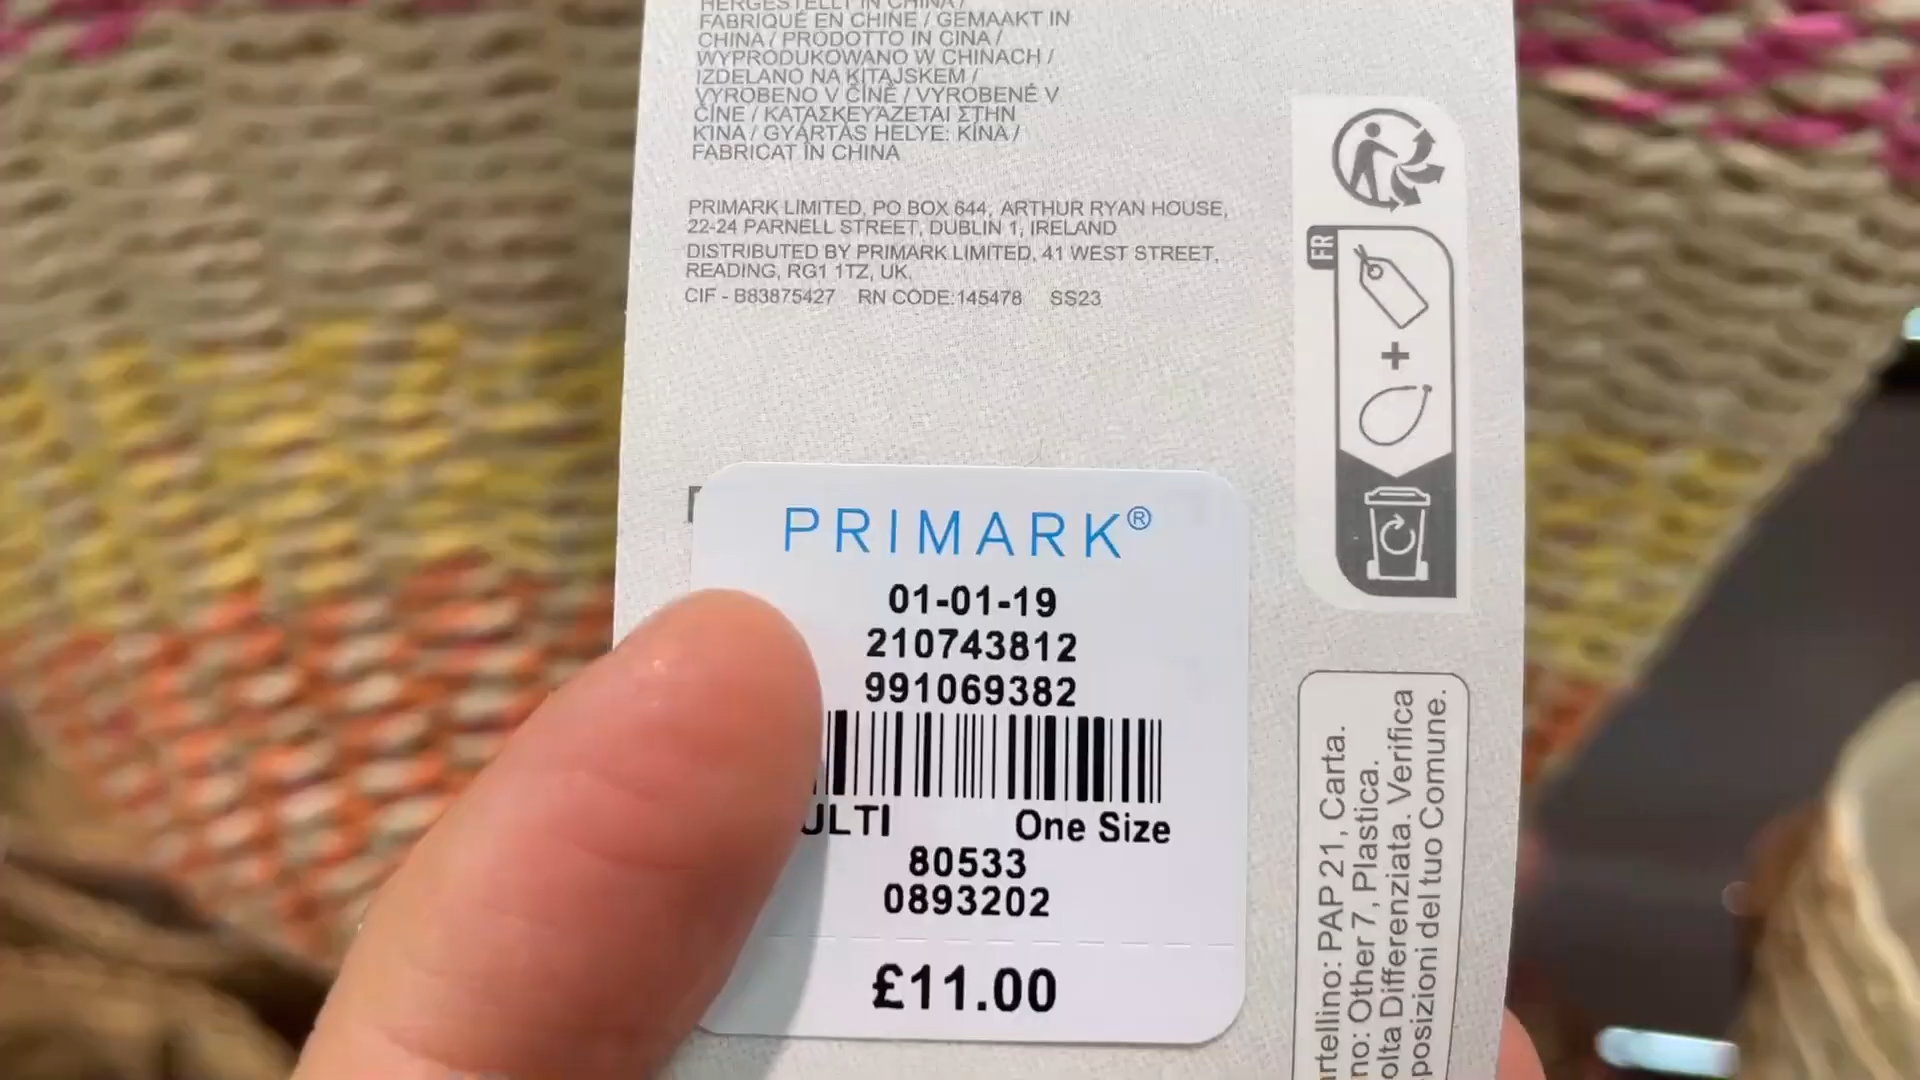 HERGESTELLT IN CHINA /
FABRIQUÉ EN CHINE / GEMAAKT IN
CHINA / PRODOTTO IN CINA /
WYPRODUKOWANO W CHINACH /
IZDELANO NA KITAJSKEM /
VYROBENO V ČÍNĚ / VYROBENÉ V
ČÍNE / ΚΑΤΑΣΚΕΥΑΖΕΤΑΙ ΣΤΗΝ
ΚΙΝΑ / GYÁRTÁS HELYE: KÍNA /
FABRICAT ÎN CHINA
PRIMARK LIMITED, PO BOX 644, ARTHUR RYAN HOUSE,
22-24 PARNELL STREET, DUBLIN 1, IRELAND
DISTRIBUTED BY PRIMARK LIMITED, 41 WEST STREET,
READING, RG1 1TZ, UK.
CIF - B83875427 RN CODE:145478 SS23
FR
PRIMARK®
01-01-19
210743812
991069382
ULTI One Size
80533
0893202
£11.00
rtellino: PAP 21, Carta.
no: Other 7, Plastica.
olta Differenziata. Verifica
posizioni del tuo Comune.